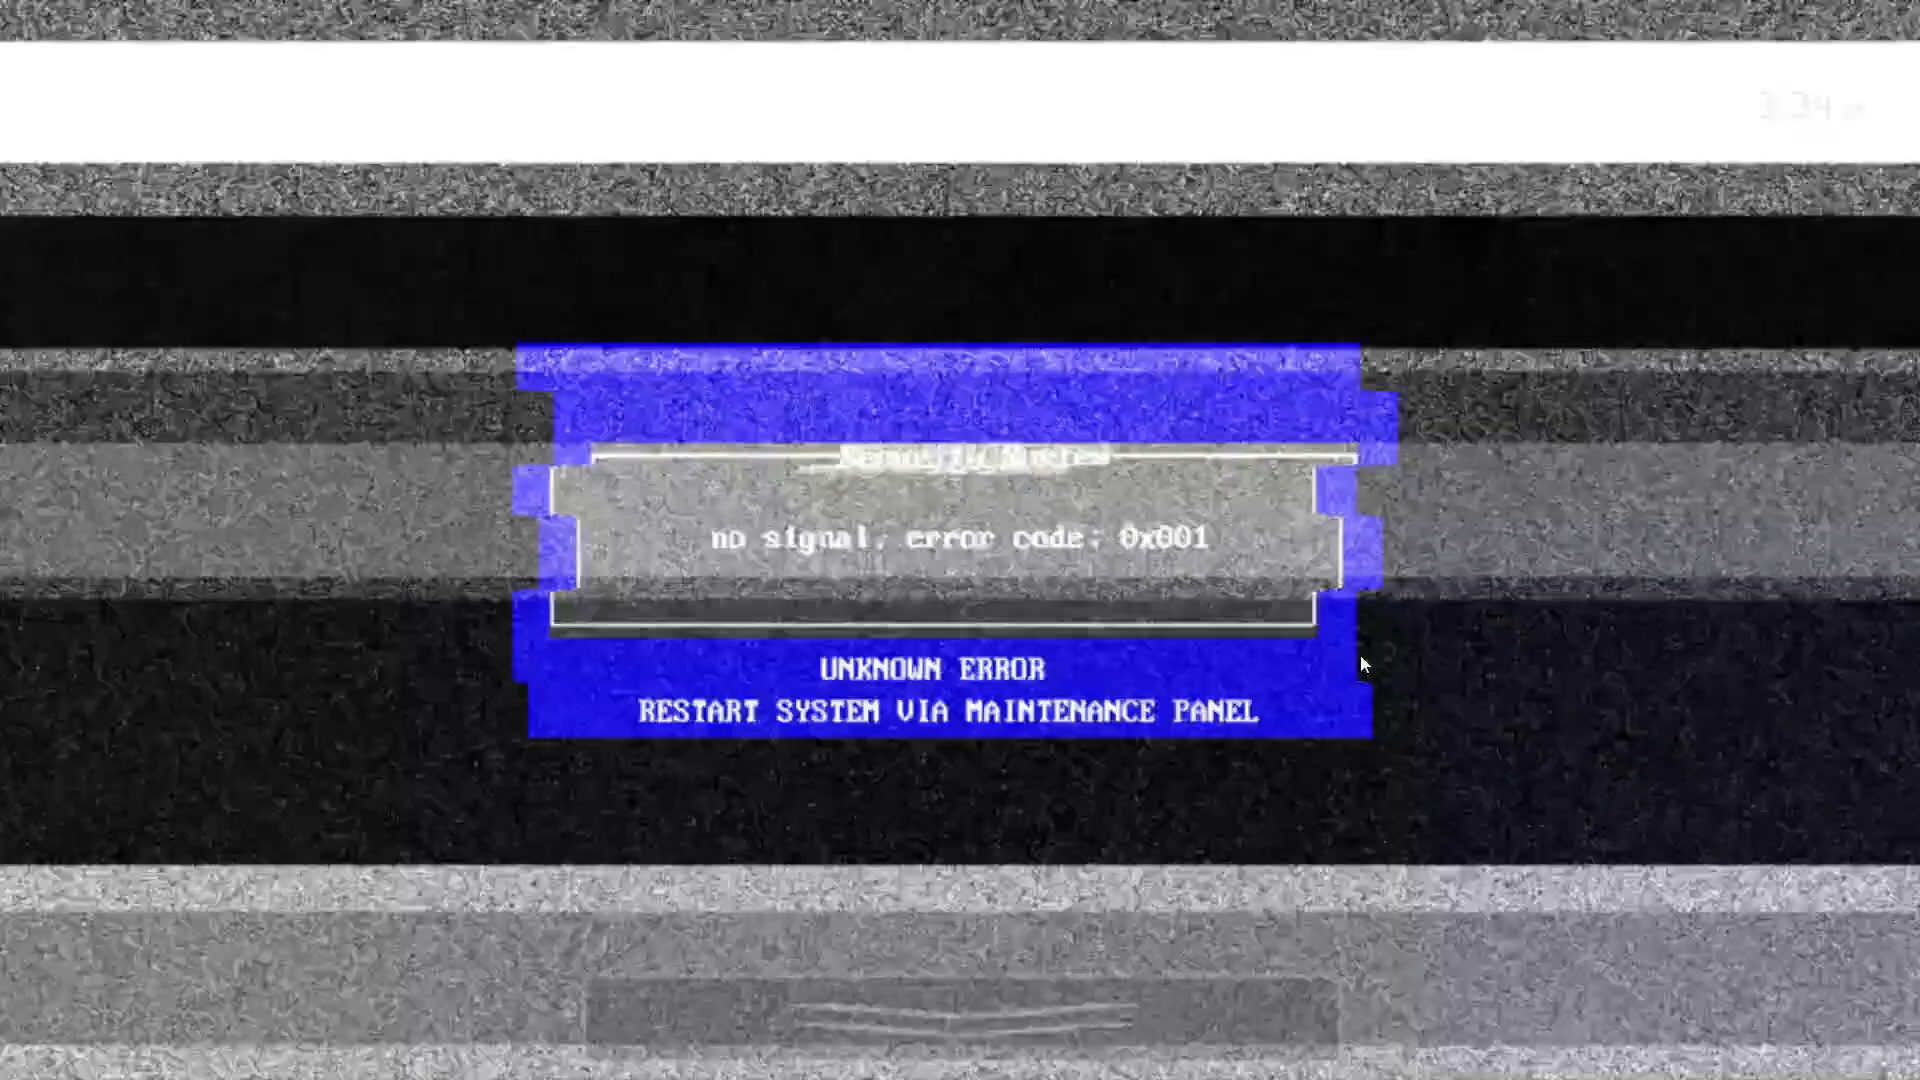 no signal. error code: 0x001
UNKNOWN ERROR
RESTART SYSTEM VIA MAINTENANCE PANEL